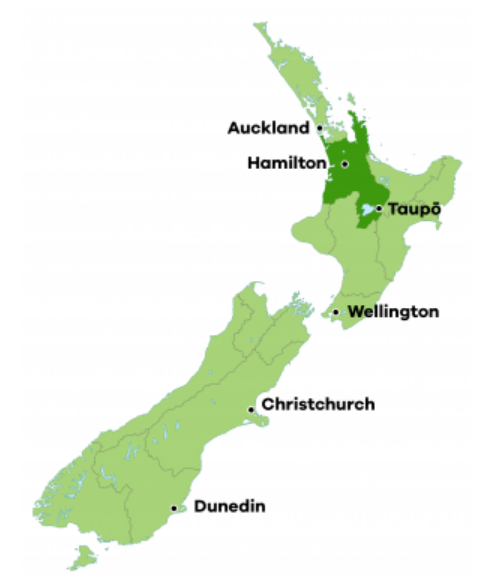 Auckland
Hamilton
Taupō
Wellington
Christchurch
Dunedin